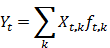 Y_t = \sum_k X_{t,k} f_{t,k}